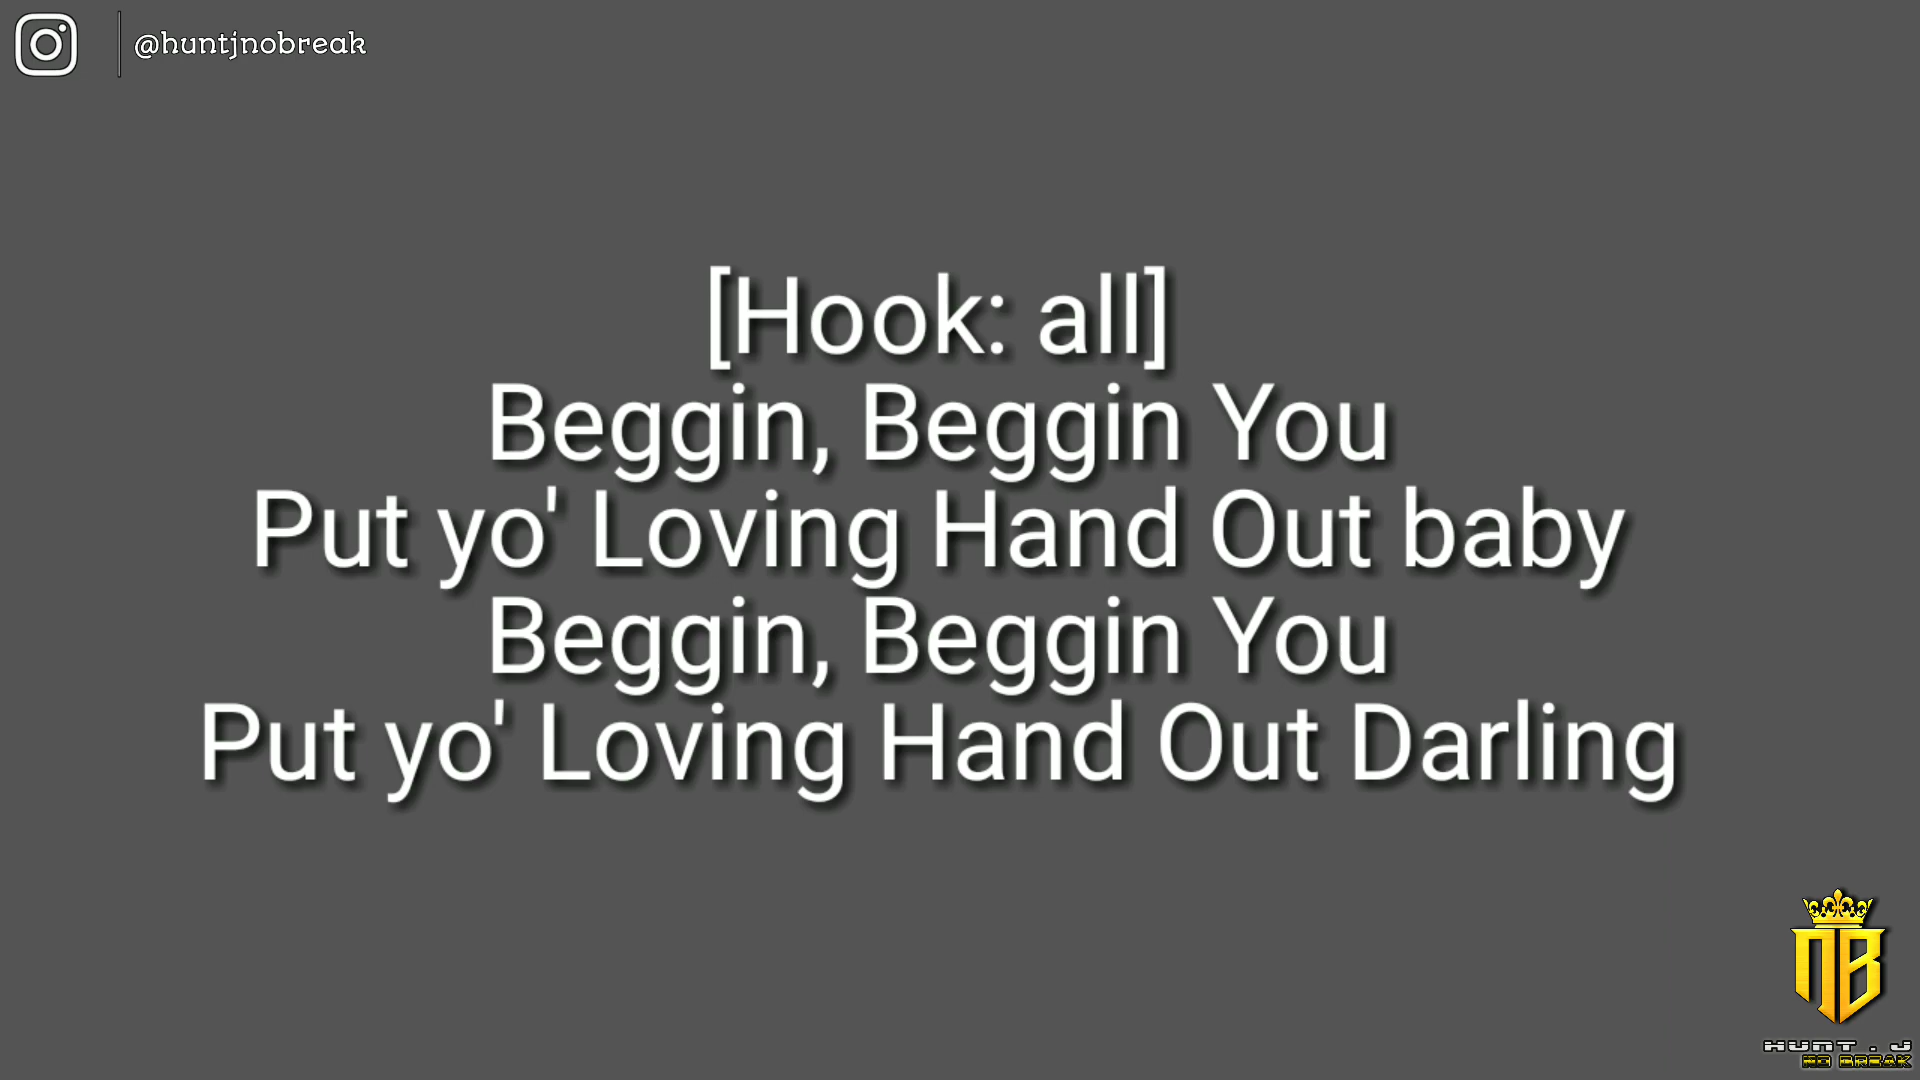 @huntjnobreak
[Hook: all]
Beggin, Beggin You
Put yo' Loving Hand Out baby
Beggin, Beggin You
Put yo' Loving Hand Out Darling
NB
HUNT.J
NO BREAK